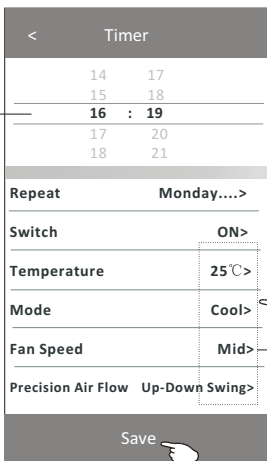 < Timer
14 17
15 18
16 : 19
17 20
18 21
Repeat Monday....>
Switch ON>
Temperature 25℃>
Mode Cool>
Fan Speed Mid>
Precision Air Flow Up-Down Swing>
Save